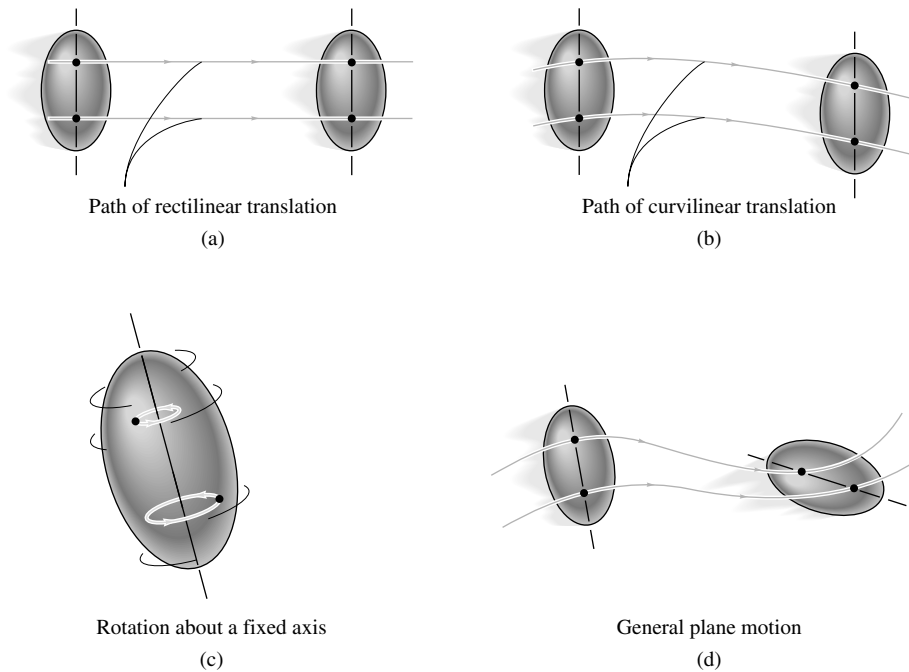 Path of rectilinear translation
(a)
Path of curvilinear translation
(b)
Rotation about a fixed axis
(c)
General plane motion
(d)